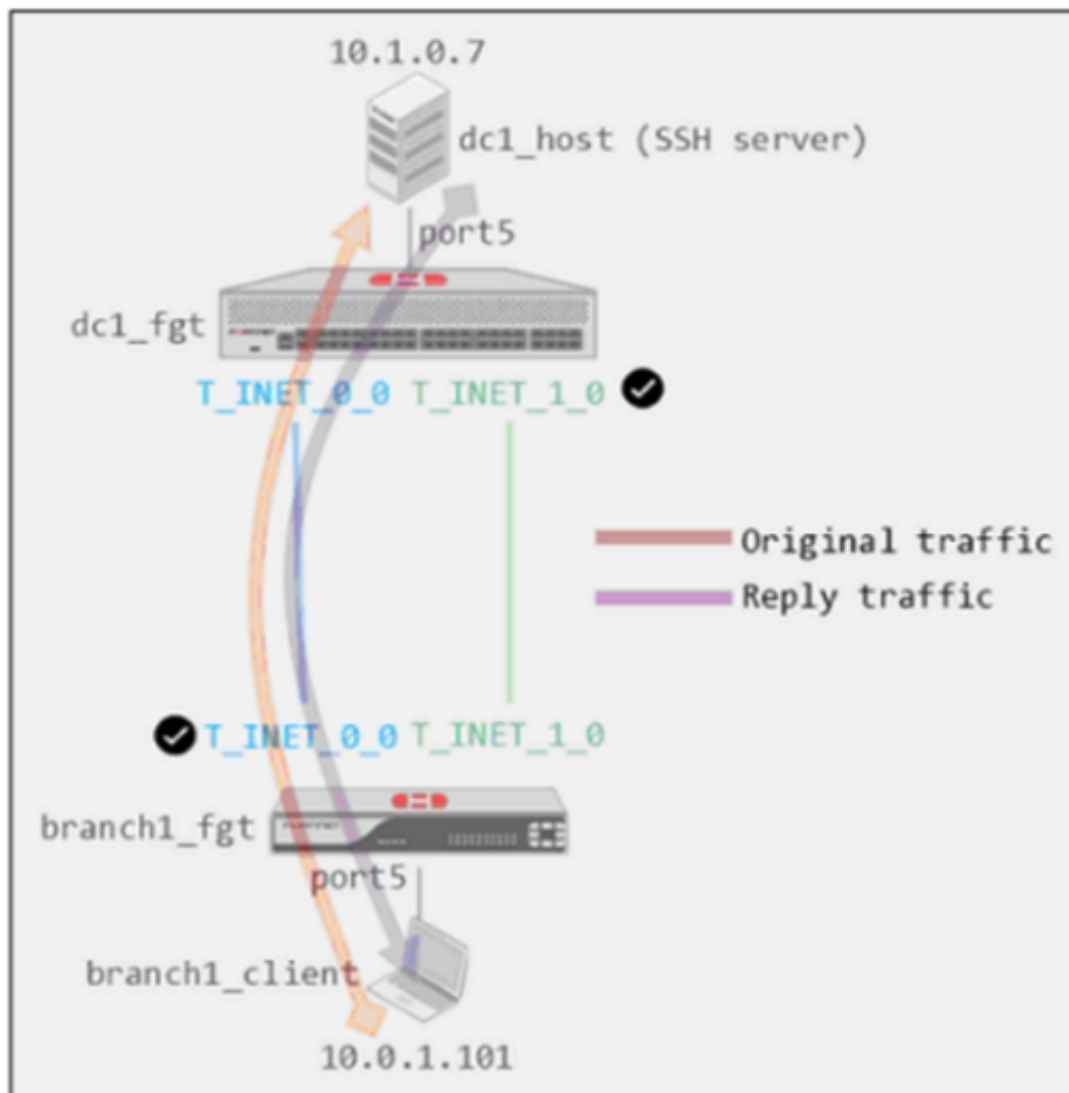 10.1.0.7
dc1_host (SSH server)
port5
dc1_fgt
T_INET_0_0 T_INET_1_0
Original traffic
Reply traffic
T_INET_0_0 T_INET_1_0
branch1_fgt
port5
branch1_client
10.0.1.101